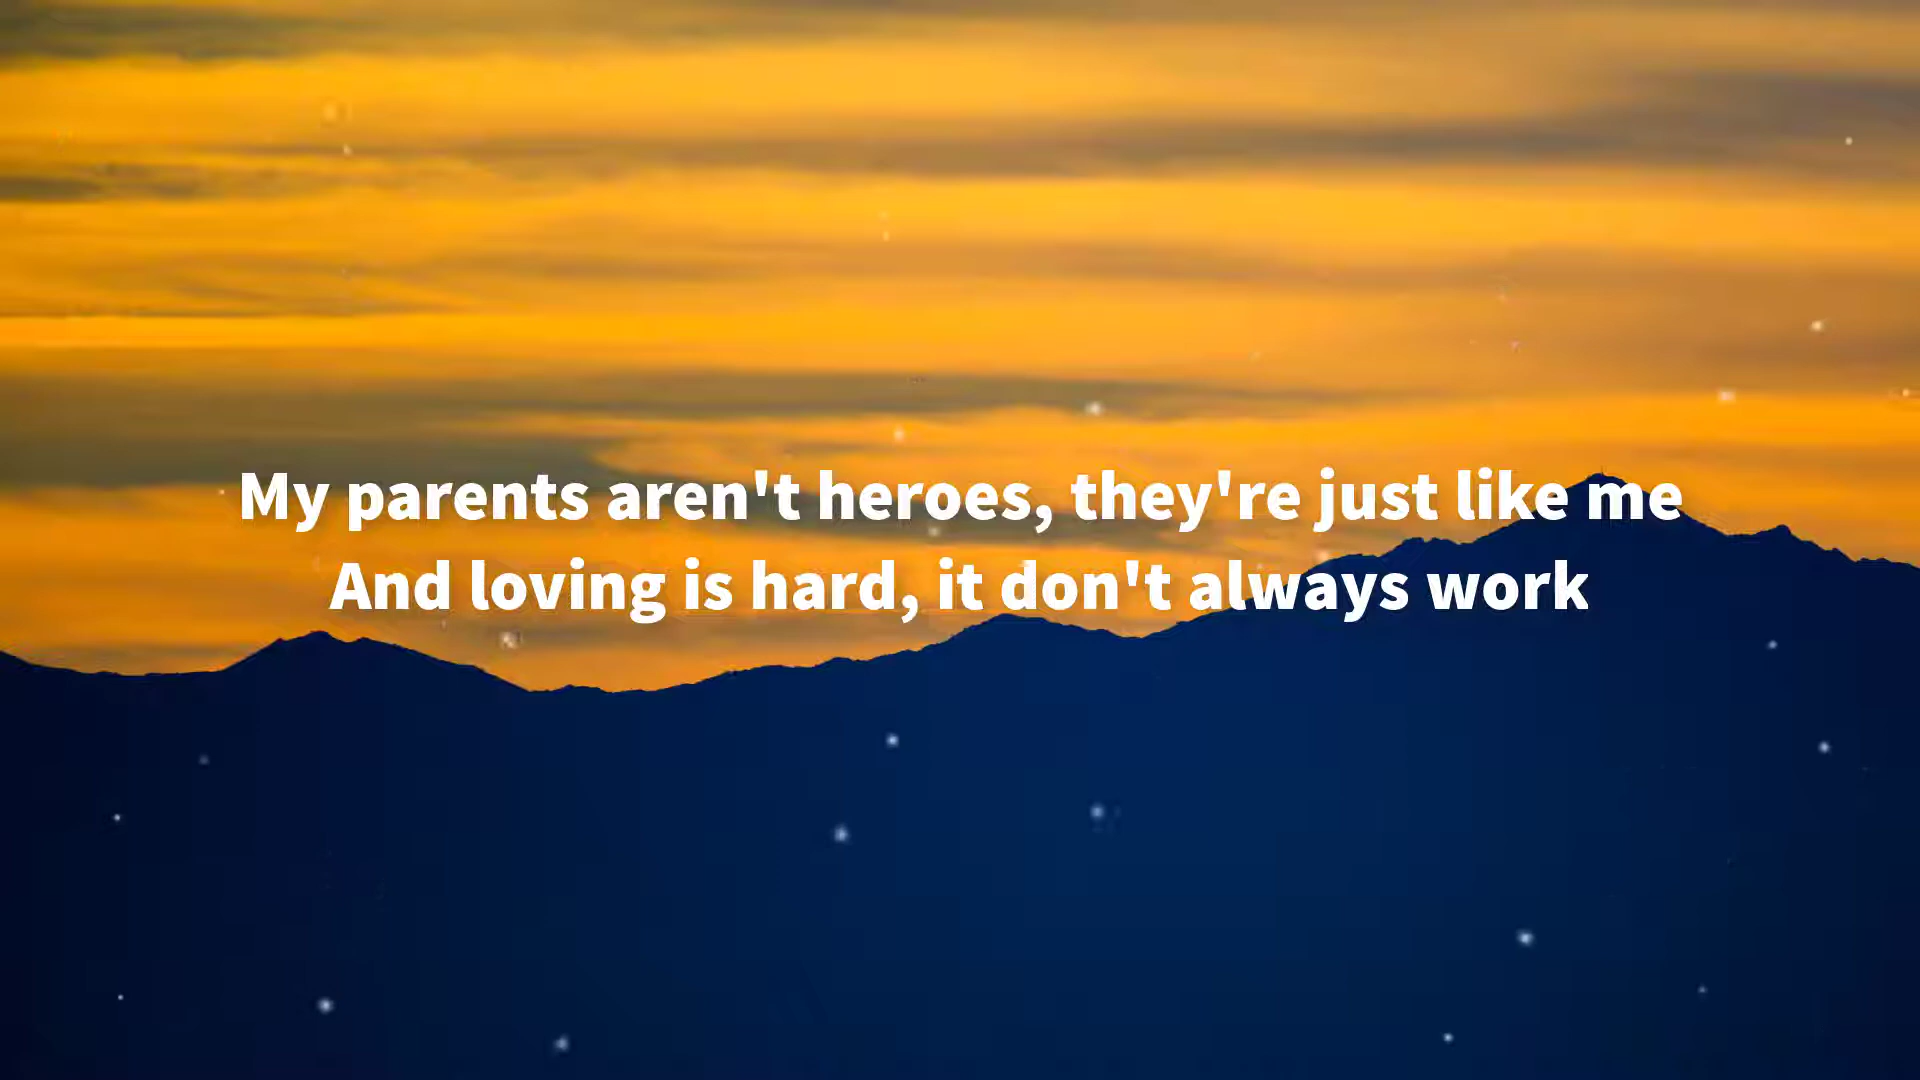 My parents aren't heroes, they're just like me
And loving is hard, it don't always work